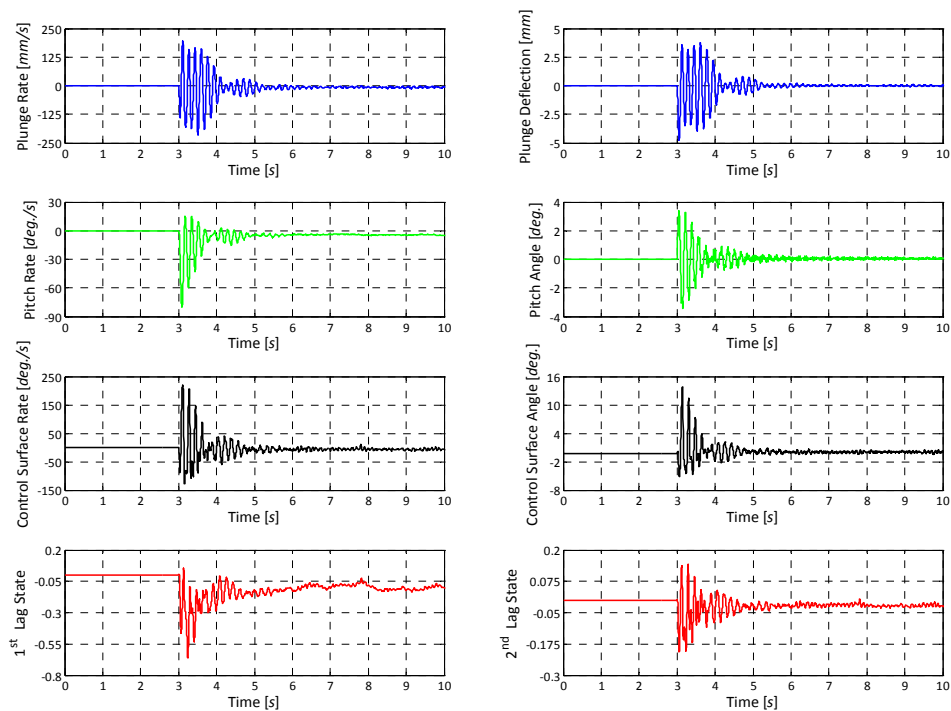 Plunge Rate [mm/s]
250
125
0
-125
-250
0 1 2 3 4 5 6 7 8 9 10
Time [s]
Plunge Deflection [mm]
5
2.5
0
-2.5
-5
0 1 2 3 4 5 6 7 8 9 10
Time [s]
Pitch Rate [deg./s]
30
0
-30
-60
-90
0 1 2 3 4 5 6 7 8 9 10
Time [s]
Pitch Angle [deg.]
4
2
0
-2
-4
0 1 2 3 4 5 6 7 8 9 10
Time [s]
Control Surface Rate [deg./s]
250
150
50
-50
-150
0 1 2 3 4 5 6 7 8 9 10
Time [s]
Control Surface Angle [deg.]
16
10
4
-2
-8
0 1 2 3 4 5 6 7 8 9 10
Time [s]
1st Lag State
0.2
-0.05
-0.3
-0.55
-0.8
0 1 2 3 4 5 6 7 8 9 10
Time [s]
2nd Lag State
0.2
0.075
-0.05
-0.175
-0.3
0 1 2 3 4 5 6 7 8 9 10
Time [s]